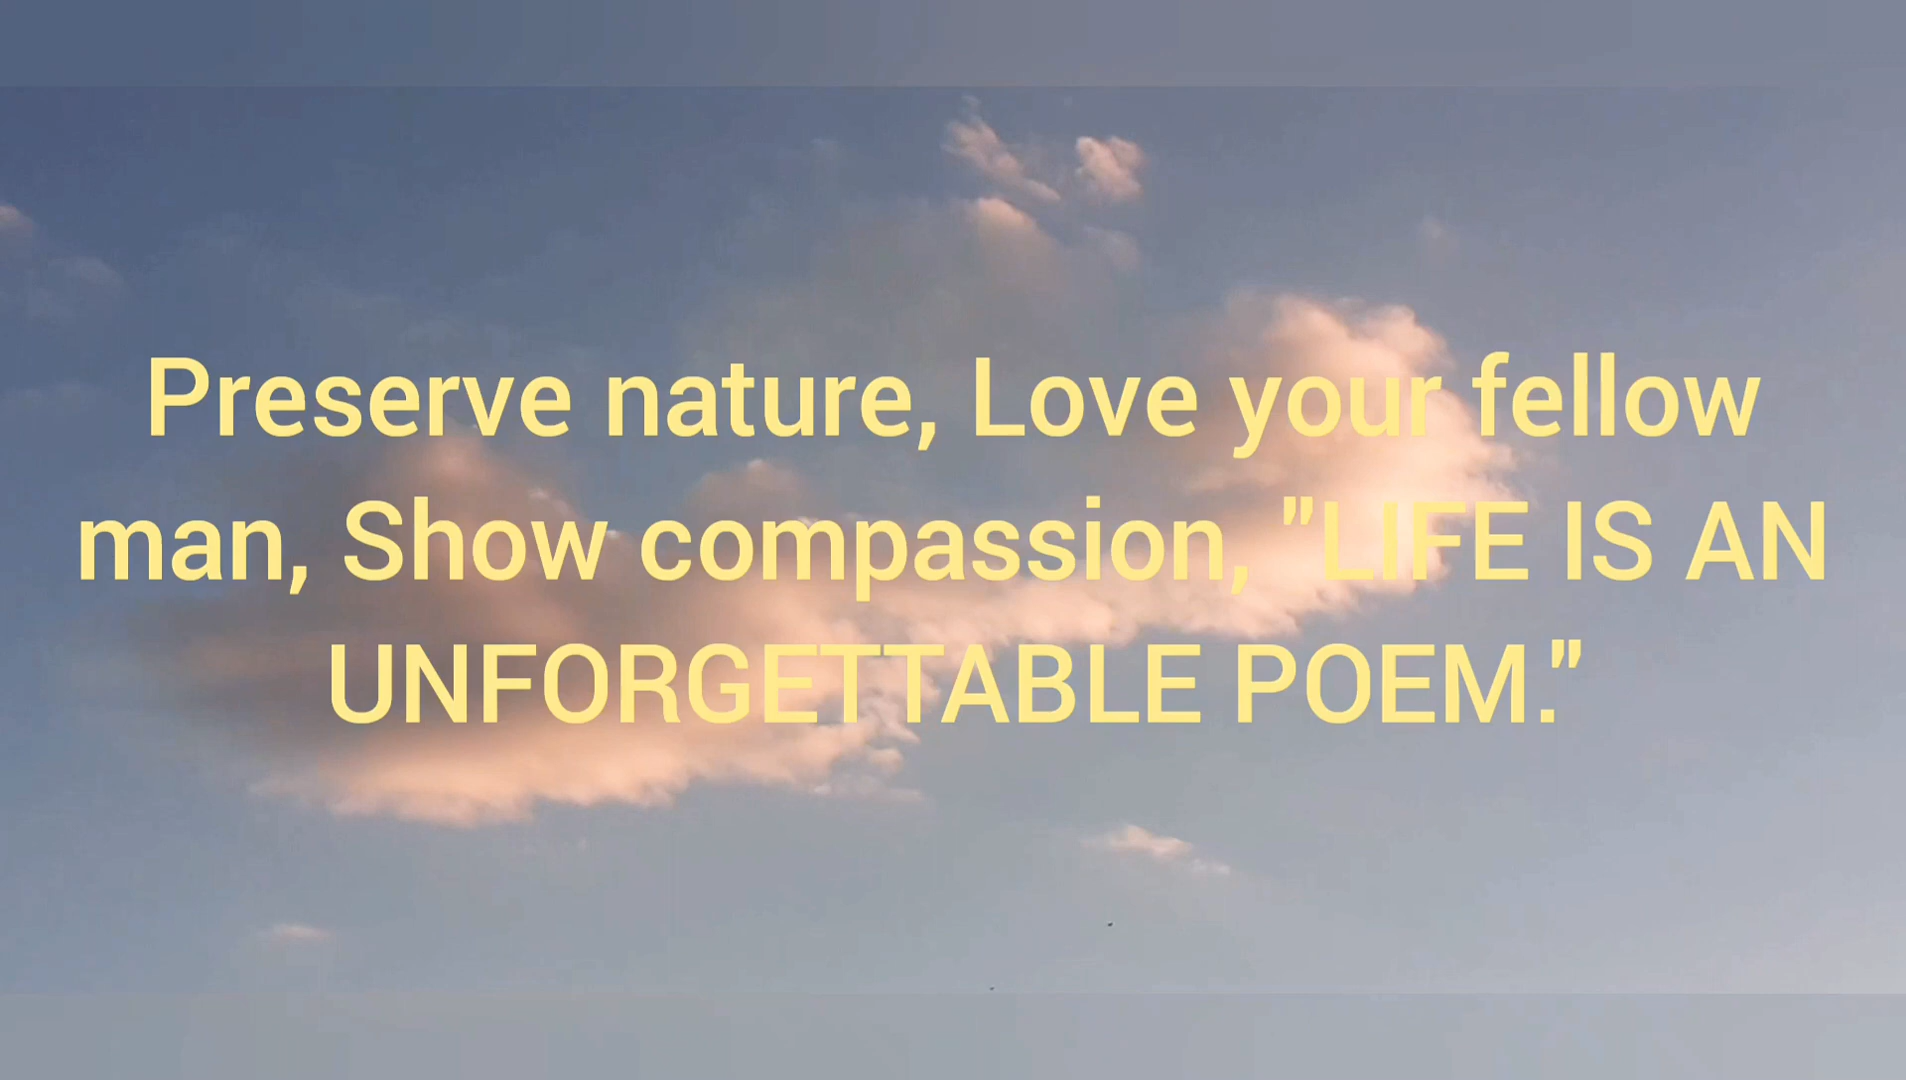 Preserve nature, Love your fellow
man, Show compassion, "LIFE IS AN
UNFORGETTABLE POEM."